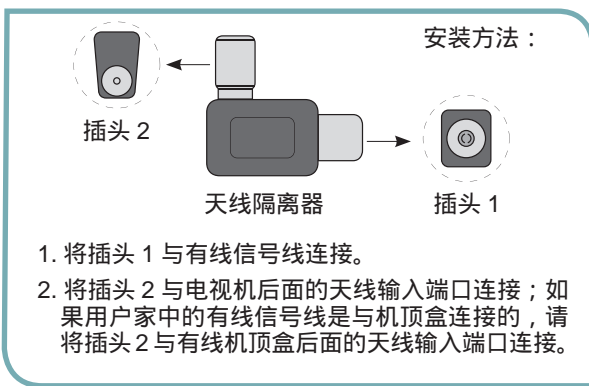 安装方法：
插头 2
天线隔离器
插头 1
1. 将插头 1 与有线信号线连接。
2. 将插头 2 与电视机后面的天线输入端口连接；如
果用户家中的有线信号线是与机顶盒连接的，请
将插头 2 与有线机顶盒后面的天线输入端口连接。